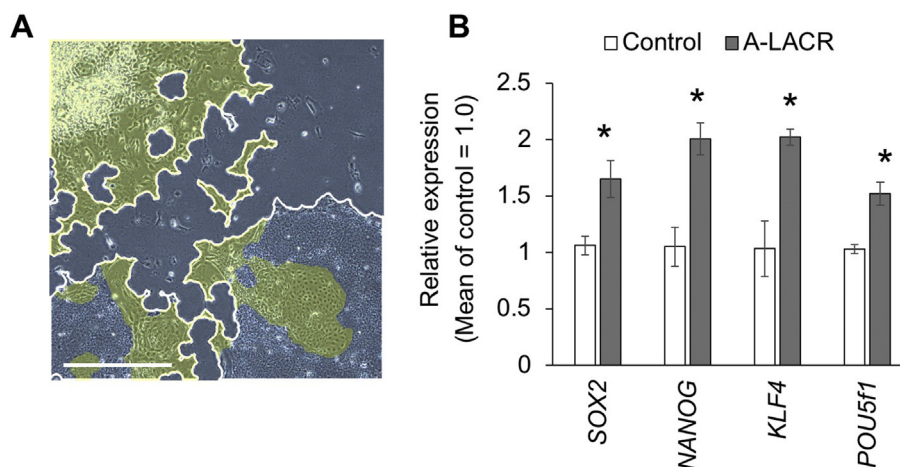 A
B
Control A-LACR
Relative expression
(Mean of control = 1.0)
2.5
2
1.5
1
0.5
0
*
*
*
*
SOX2
NANOG
KLF4
POU5f1